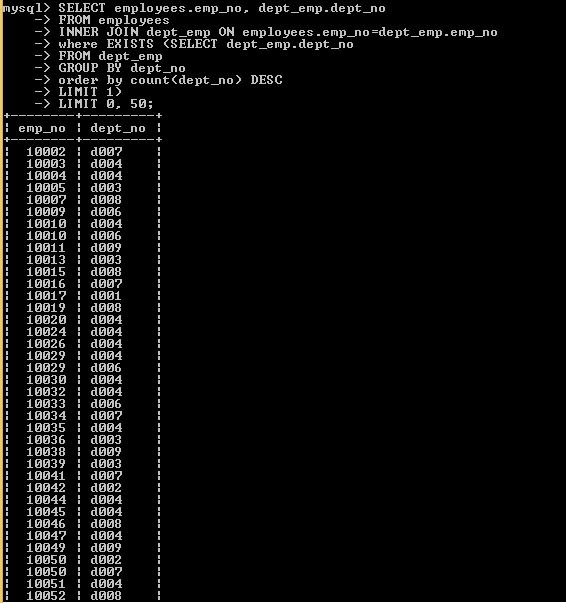 mysql> SELECT employees.emp_no, dept_emp.dept_no
-> FROM employees
-> INNER JOIN dept_emp ON employees.emp_no=dept_emp.emp_no
-> where EXISTS (SELECT dept_emp.dept_no
-> FROM dept_emp
-> GROUP BY dept_no
-> order by count(dept_no) DESC
-> LIMIT 1)
-> LIMIT 0, 50;
+--------+---------+
| emp_no | dept_no |
+--------+---------+
| 10002 | d007 |
| 10003 | d004 |
| 10004 | d004 |
| 10005 | d003 |
| 10007 | d008 |
| 10009 | d006 |
| 10010 | d004 |
| 10010 | d006 |
| 10011 | d009 |
| 10013 | d003 |
| 10015 | d008 |
| 10016 | d007 |
| 10017 | d001 |
| 10019 | d008 |
| 10020 | d004 |
| 10024 | d004 |
| 10026 | d004 |
| 10029 | d004 |
| 10029 | d006 |
| 10030 | d004 |
| 10032 | d004 |
| 10033 | d006 |
| 10034 | d007 |
| 10035 | d004 |
| 10036 | d003 |
| 10038 | d009 |
| 10039 | d003 |
| 10041 | d007 |
| 10042 | d002 |
| 10044 | d004 |
| 10045 | d004 |
| 10046 | d008 |
| 10047 | d004 |
| 10049 | d009 |
| 10050 | d002 |
| 10050 | d007 |
| 10051 | d004 |
| 10052 | d008 |